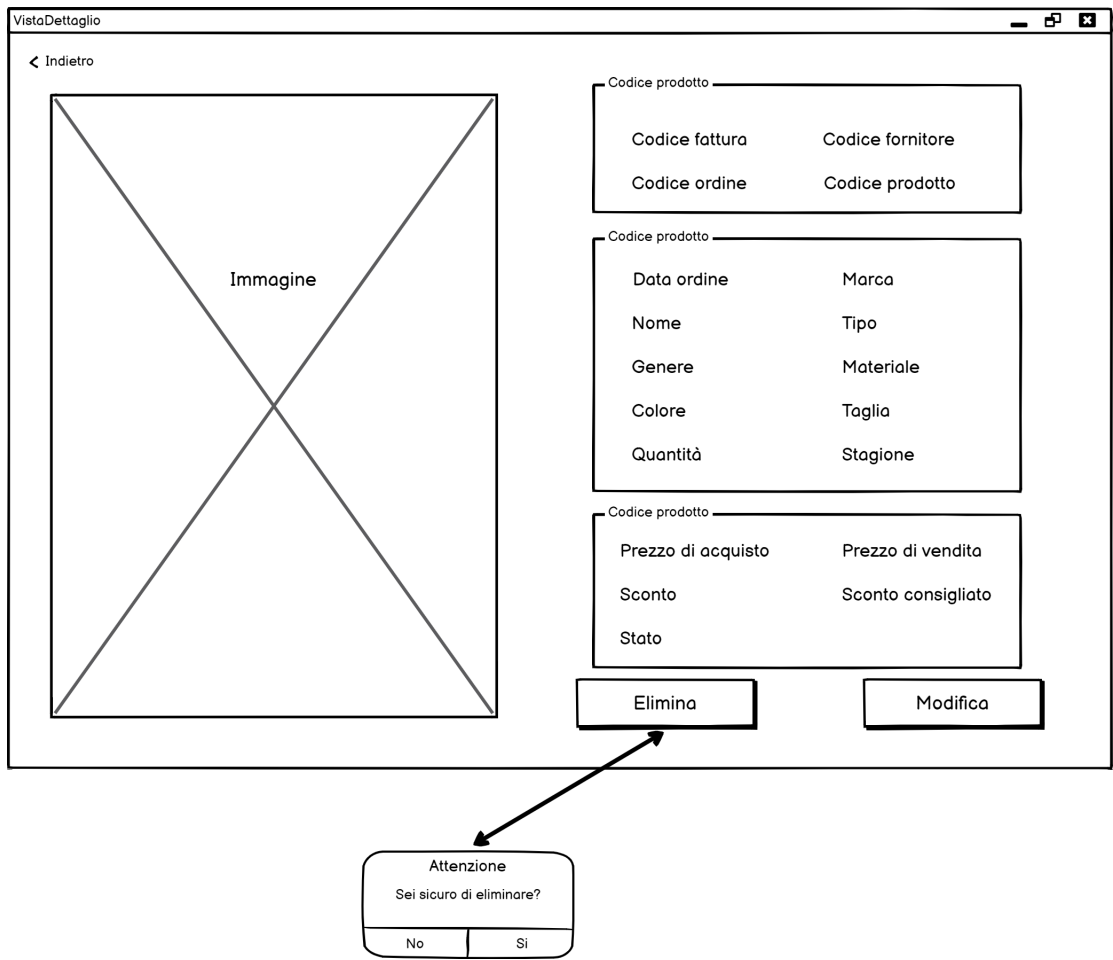 VistaDettaglio
Indietro
Immagine
Codice prodotto
Codice fattura Codice fornitore
Codice ordine Codice prodotto
Codice prodotto
Data ordine Marca
Nome Tipo
Genere Materiale
Colore Taglia
Quantità Stagione
Codice prodotto
Prezzo di acquisto Prezzo di vendita
Sconto Sconto consigliato
Stato
Elimina Modifica
Attenzione
Sei sicuro di eliminare?
No Si